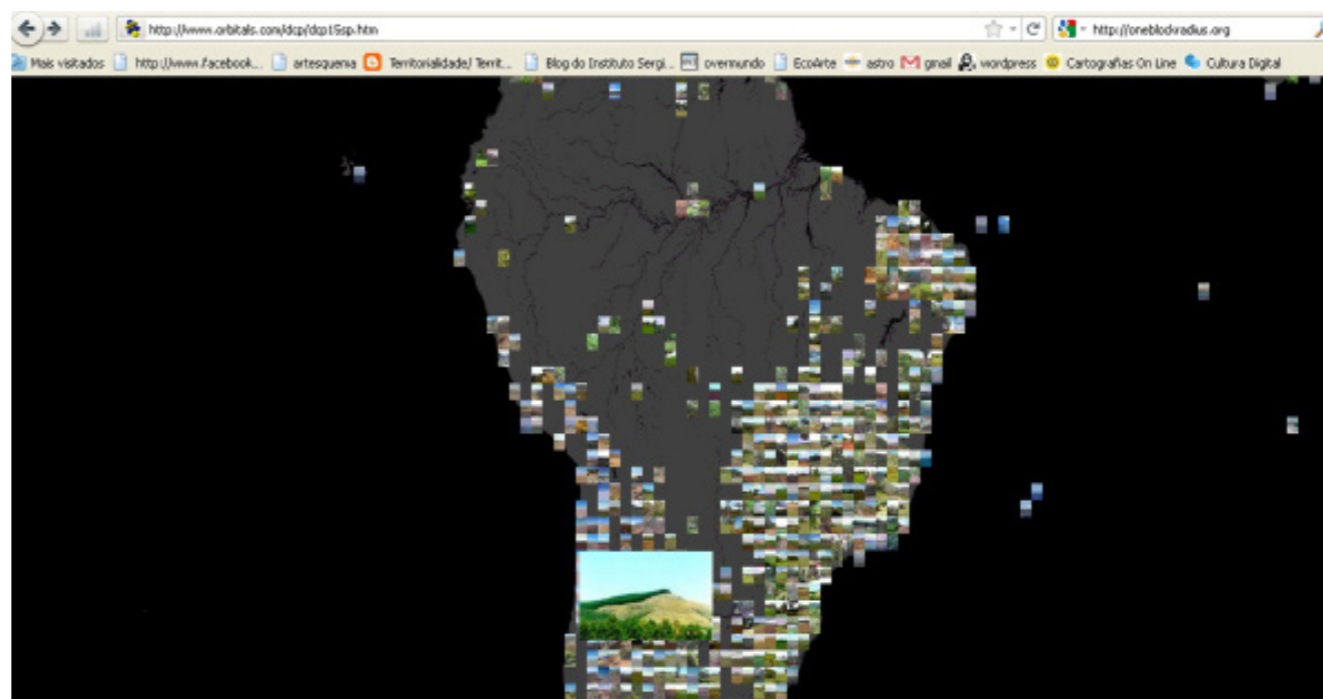 http://www.orbitals.com/dcp/dcp15sp.htm http://oneblockradius.org
Mais visitados http://www.facebook... artesquema Territorialidade/ Territ... Blog do Instituto Sergi... overmundo EcoArte astro gmail wordpress Cartografias On Line Cultura Digital